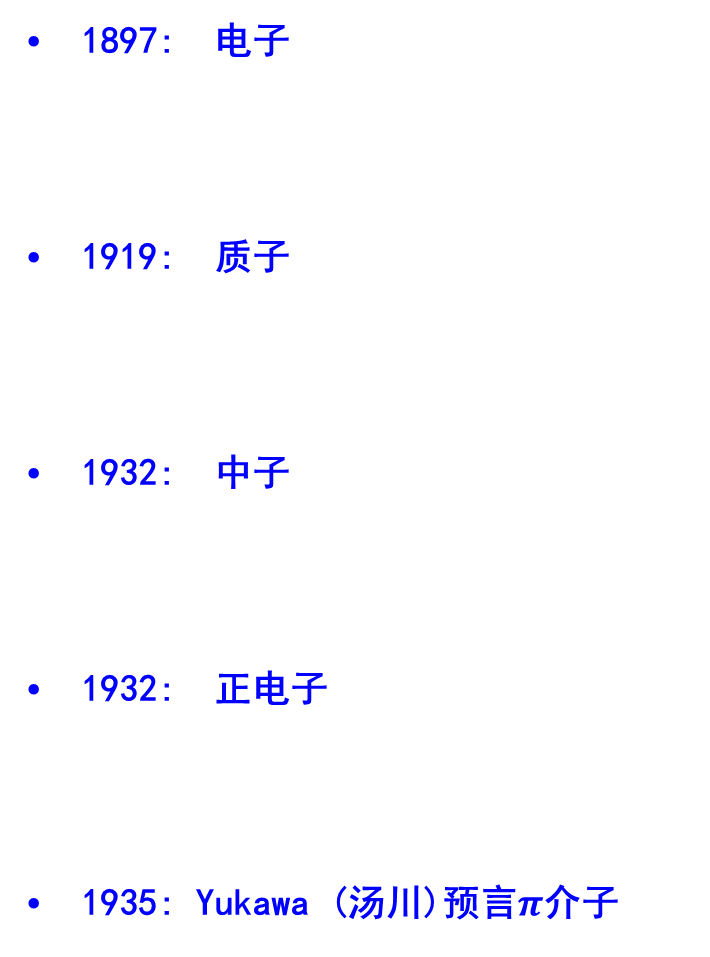 • 1897: 电子
• 1919: 质子
• 1932: 中子
• 1932: 正电子
• 1935: Yukawa (汤川)预言π介子